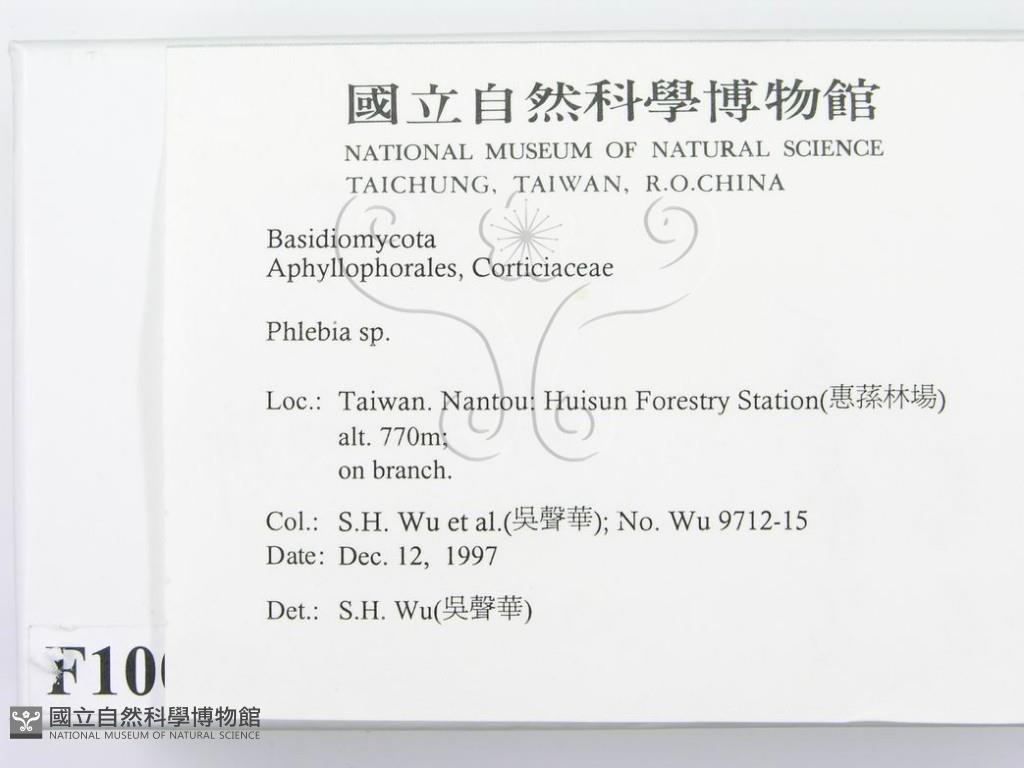 國立自然科學博物館
NATIONAL MUSEUM OF NATURAL SCIENCE
TAICHUNG, TAIWAN, R.O.CHINA
Basidiomycota
Aphyllophorales, Corticiaceae
Phlebia sp.
Loc.: Taiwan. Nantou: Huisun Forestry Station(惠蓀林場)
alt. 770m;
on branch.
Col.: S.H. Wu et al.(吳聲華); No. Wu 9712-15
Date: Dec. 12, 1997
Det.: S.H. Wu(吳聲華)
國立自然科學博物館
NATIONAL MUSEUM OF NATURAL SCIENCE